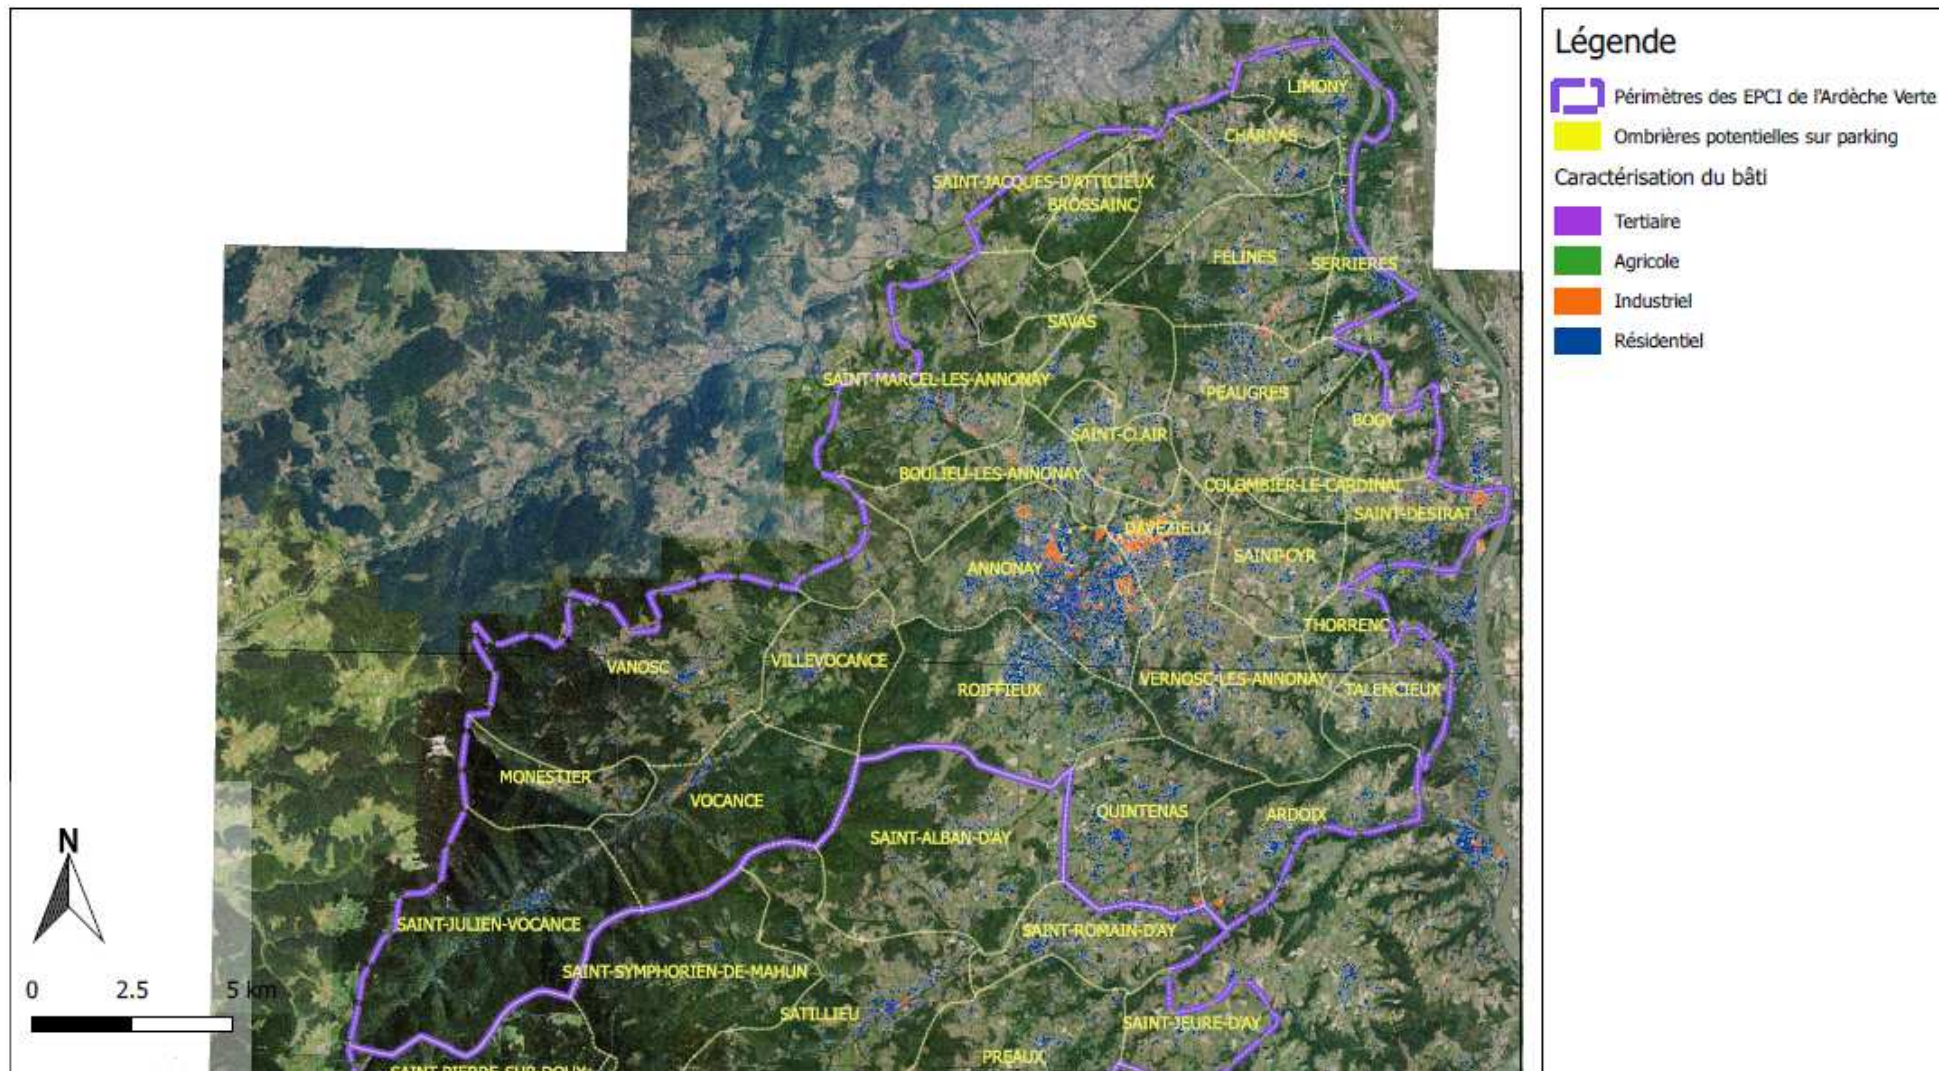 LIMONY
CHARNAS
SAINT-JACQUES-D'ATTICIEUX
BROSSAINC
FELINES
SERRIERES
SAVAS
SAINT-MARCEL-LES-ANNONAY
PEAUGRES
BOGY
SAINT-CLAIR
BOULIEU-LES-ANNONAY
COLOMBIER-LE-CARDINAL
SAINT-DESIRAT
DAVEZIEUX
SAINT-CYR
ANNONAY
THORRENC
VANOSC
VILLEVOCANCE
ROIFFIEUX
VERNOSC-LES-ANNONAY
TALENCIEUX
MONESTIER
VOCANCE
QUINTENAS
ARDOIX
SAINT-ALBAN-D'AY
SAINT-JULIEN-VOCANCE
SAINT-ROMAIN-D'AY
SAINT-SYMPHORIEN-DE-MAHUN
SATILLIEU
SAINT-JEURE-D'AY
PREAUX
SAINT-PIERRE-SUR-DOUX
N
0 2.5 5 km
Légende
Périmètres des EPCI de l'Ardèche Verte
Ombrières potentielles sur parking
Caractérisation du bâti
Tertiaire
Agricole
Industriel
Résidentiel